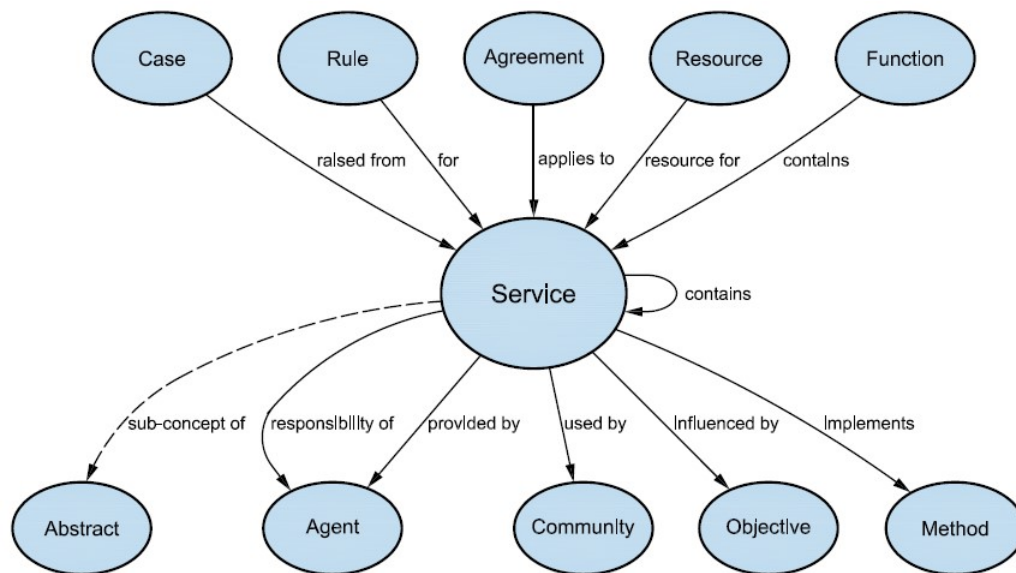 Case
Rule
Agreement
Resource
Function
raised from
for
applies to
resource for
contains
Service
contains
sub-concept of
responsibility of
provided by
used by
influenced by
implements
Abstract
Agent
Community
Objective
Method